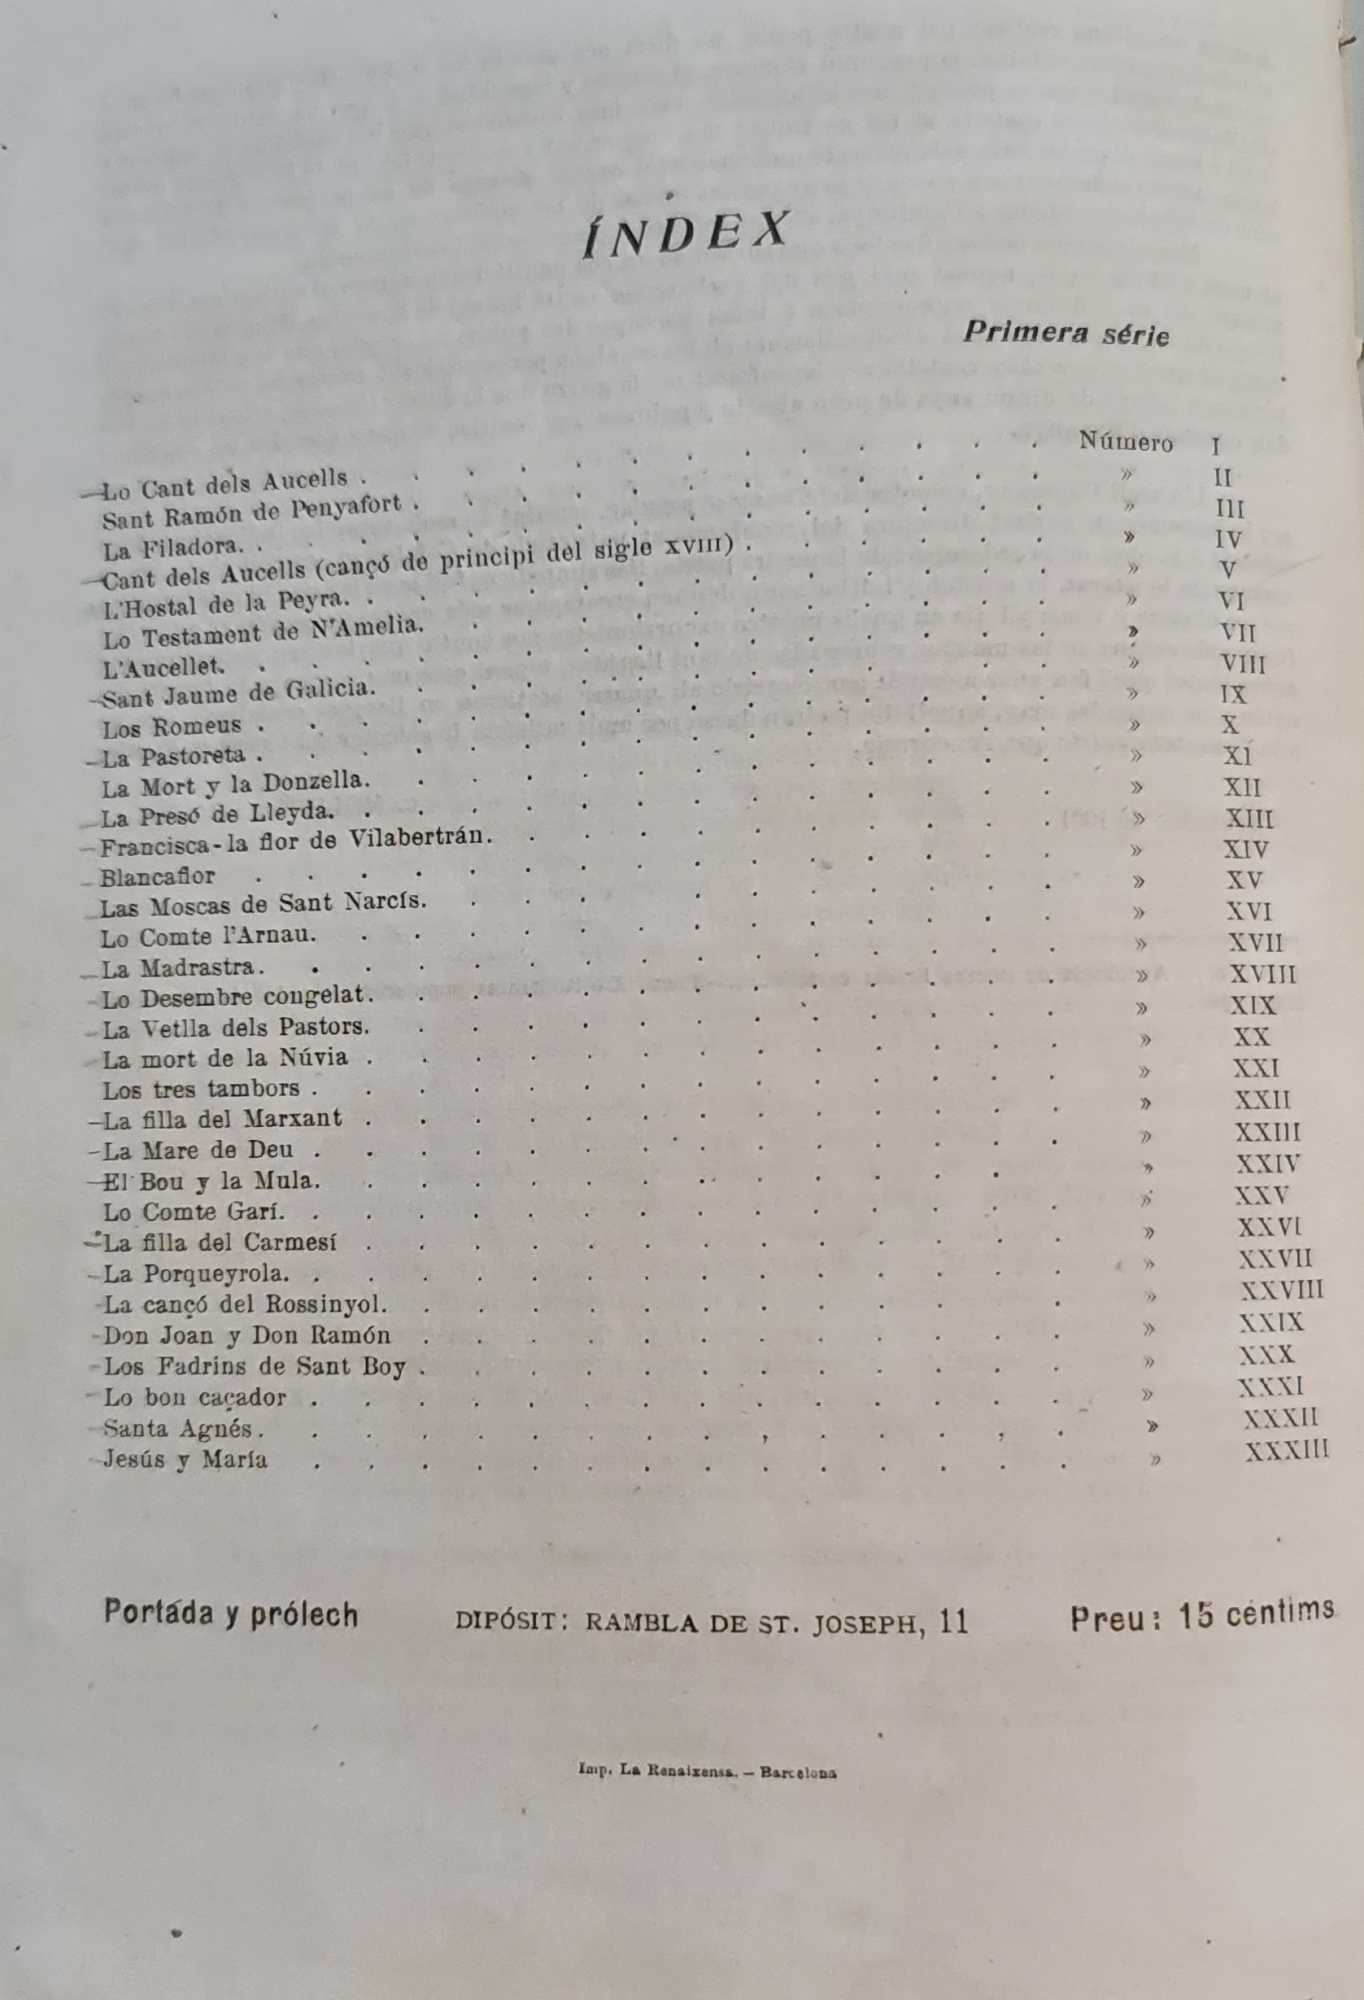 ÍNDEX
Primera série
Lo Cant dels Aucells . . . . . . . . . . . . . Número I
Sant Ramón de Penyafort . . . . . . . . . . . . » II
La Filadora. . . . . . . . . . . . . . . » III
Cant dels Aucells (cançó de principi del sigle XVIII) . . . . . . » IV
L'Hostal de la Peyra. . . . . . . . . . . . . . » V
Lo Testament de N'Amelia. . . . . . . . . . . . » VI
L'Aucellet. . . . . . . . . . . . . . . . » VII
Sant Jaume de Galicia. . . . . . . . . . . . . » VIII
Los Romeus . . . . . . . . . . . . . . . » IX
La Pastoreta . . . . . . . . . . . . . . . » X
La Mort y la Donzella. . . . . . . . . . . . . » XI
La Presó de Lleyda. . . . . . . . . . . . . . » XII
Francisca-la flor de Vilabertrán. . . . . . . . . . . » XIII
Blancaflor . . . . . . . . . . . . . . . » XIV
Las Moscas de Sant Narcís. . . . . . . . . . . . » XV
Lo Comte l'Arnau. . . . . . . . . . . . . . » XVI
La Madrastra. . . . . . . . . . . . . . . » XVII
Lo Desembre congelat. . . . . . . . . . . . . » XVIII
La Vetlla dels Pastors. . . . . . . . . . . . . » XIX
La mort de la Núvia . . . . . . . . . . . . . » XX
Los tres tambors . . . . . . . . . . . . . . » XXI
La filla del Marxant . . . . . . . . . . . . . » XXII
La Mare de Deu . . . . . . . . . . . . . . » XXIII
El Bou y la Mula. . . . . . . . . . . . . » XXIV
Lo Comte Garí. . . . . . . . . . . . . . . » XXV
La filla del Carmesí . . . . . . . . . . . . . » XXVI
La Porqueyrola. . . . . . . . . . . . . . . » XXVII
La cançó del Rossinyol. . . . . . . . . . . . . » XXVIII
Don Joan y Don Ramón . . . . . . . . . . . . » XXIX
Los Fadrins de Sant Boy . . . . . . . . . . . . » XXX
Lo bon caçador . . . . . . . . . . . . . . » XXXI
Santa Agnés. . . . . . . . . . . . . . . . » XXXII
Jesús y María . . . . . . . . . . . . . . » XXXIII
Portáda y prólech DIPÓSIT: RAMBLA DE ST. JOSEPH, 11 Preu: 15 céntims
Imp. La Renaixensa. — Barcelona